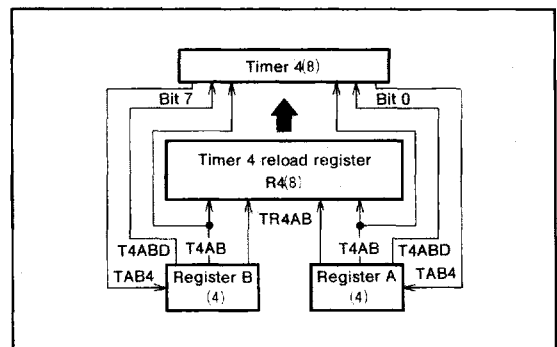 Timer 4(8)
Bit 7
Bit 0
Timer 4 reload register
R4(8)
TR4AB
T4ABD
T4AB
T4AB
T4ABD
TAB4
Register B
(4)
Register A
(4)
TAB4